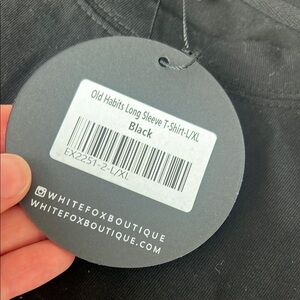 Old Habits Long Sleeve T-Shirt-L/XL
Black
EX2251-2-L/XL
WHITEFOXBOUTIQUE
WHITEFOXBOUTIQUE.COM